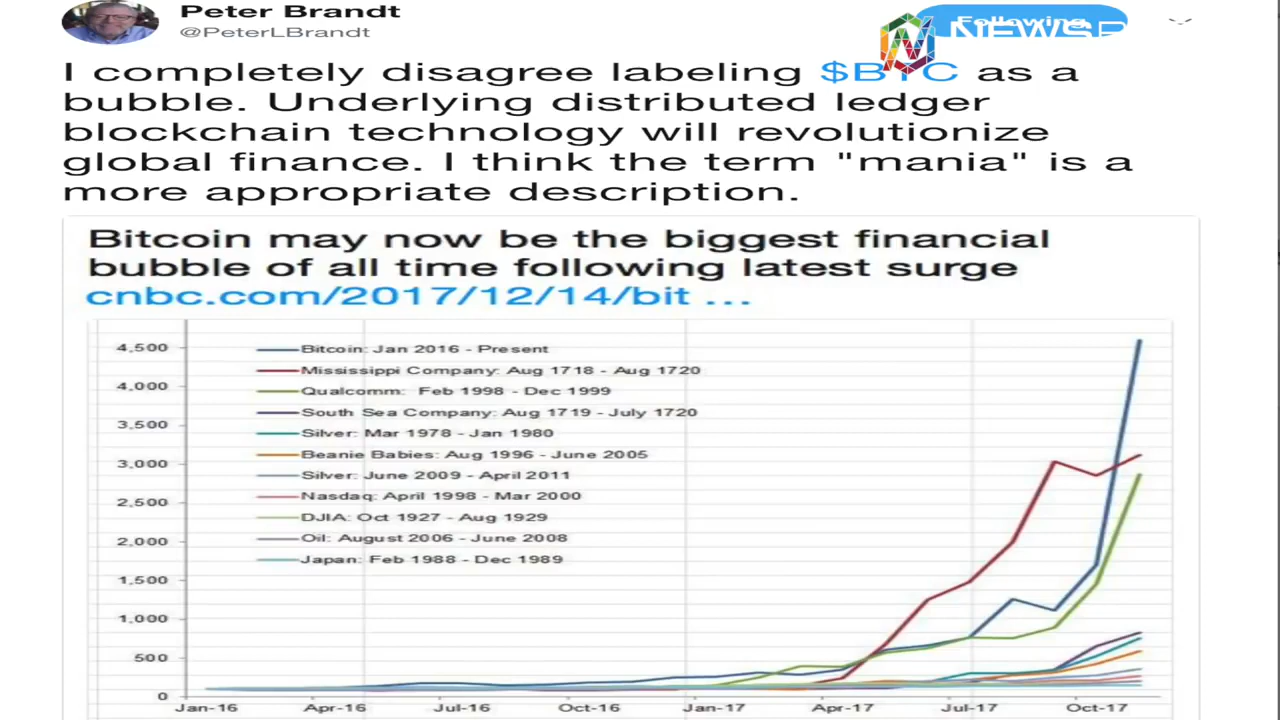 Peter Brandt
@PeterLBrandt
Following
I completely disagree labeling $BTC as a
bubble. Underlying distributed ledger
blockchain technology will revolutionize
global finance. I think the term "mania" is a
more appropriate description.
Bitcoin may now be the biggest financial
bubble of all time following latest surge
cnbc.com/2017/12/14/bit ...
4,500
4,000
3,500
3,000
2,500
2,000
1,500
1,000
500
0
Bitcoin: Jan 2016 - Present
Mississippi Company: Aug 1718 - Aug 1720
Qualcomm: Feb 1998 - Dec 1999
South Sea Company: Aug 1719 - July 1720
Silver: Mar 1978 - Jan 1980
Beanie Babies: Aug 1996 - June 2005
Silver: June 2009 - April 2011
Nasdaq: April 1998 - Mar 2000
DJIA: Oct 1927 - Aug 1929
Oil: August 2006 - June 2008
Japan: Feb 1988 - Dec 1989
Jan-16 Apr-16 Jul-16 Oct-16 Jan-17 Apr-17 Jul-17 Oct-17